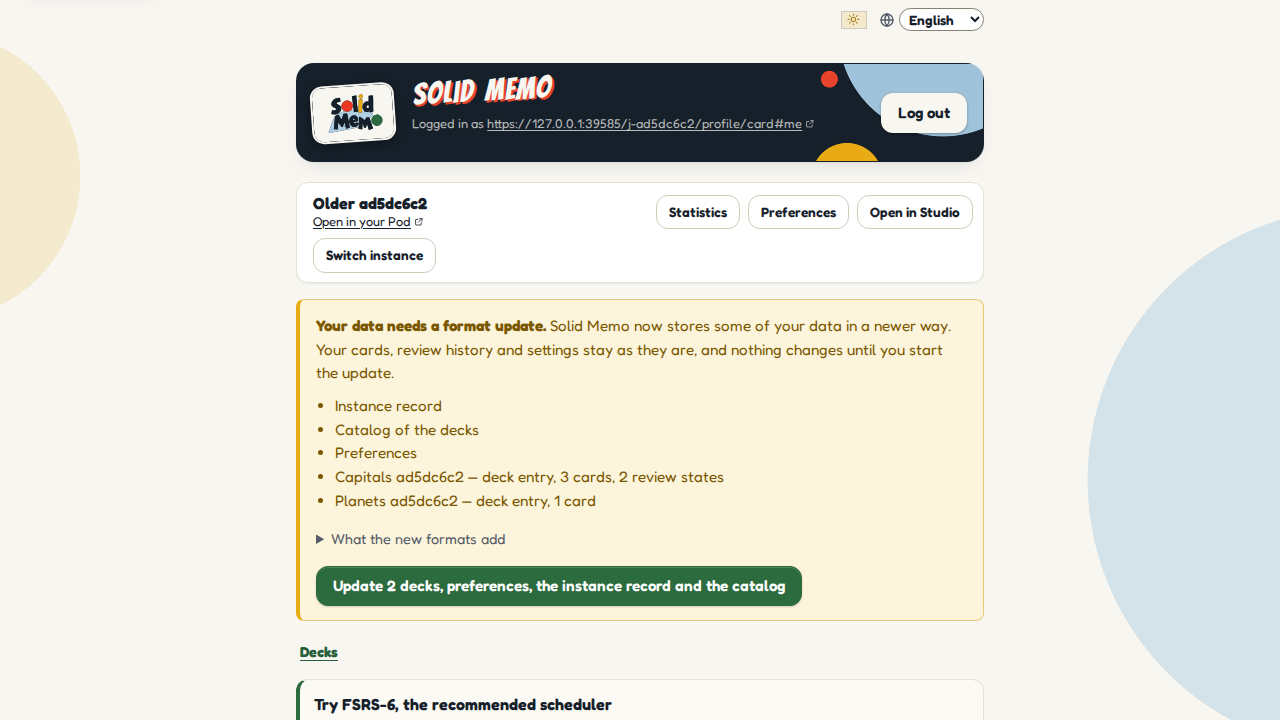 English
Solid Memo
SOLID MEMO
Logged in as https://127.0.0.1:39585/j-ad5dc6c2/profile/card#me
Log out
Older ad5dc6c2
Open in your Pod
Statistics
Preferences
Open in Studio
Switch instance
Your data needs a format update. Solid Memo now stores some of your data in a newer way.
Your cards, review history and settings stay as they are, and nothing changes until you start
the update.
Instance record
Catalog of the decks
Preferences
Capitals ad5dc6c2 — deck entry, 3 cards, 2 review states
Planets ad5dc6c2 — deck entry, 1 card
What the new formats add
Update 2 decks, preferences, the instance record and the catalog
Decks
Try FSRS-6, the recommended scheduler